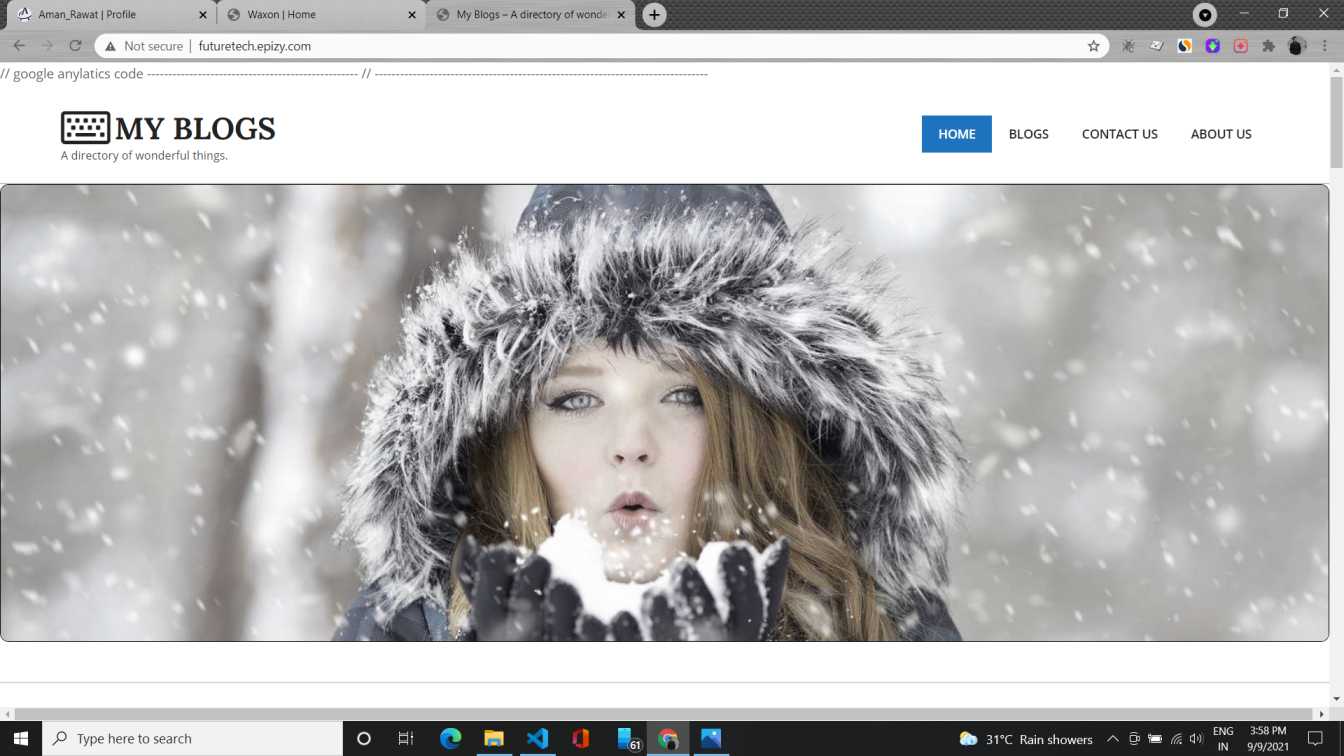 Aman_Rawat | Profile
Waxon | Home
My Blogs – A directory of wonde
Not secure | futuretech.epizy.com
// google anylatics code --------------------------------------------------- // --------------------------------------------------------------------------------
MY BLOGS
A directory of wonderful things.
HOME
BLOGS
CONTACT US
ABOUT US
Type here to search
61
31°C Rain showers
ENG
IN
3:58 PM
9/9/2021